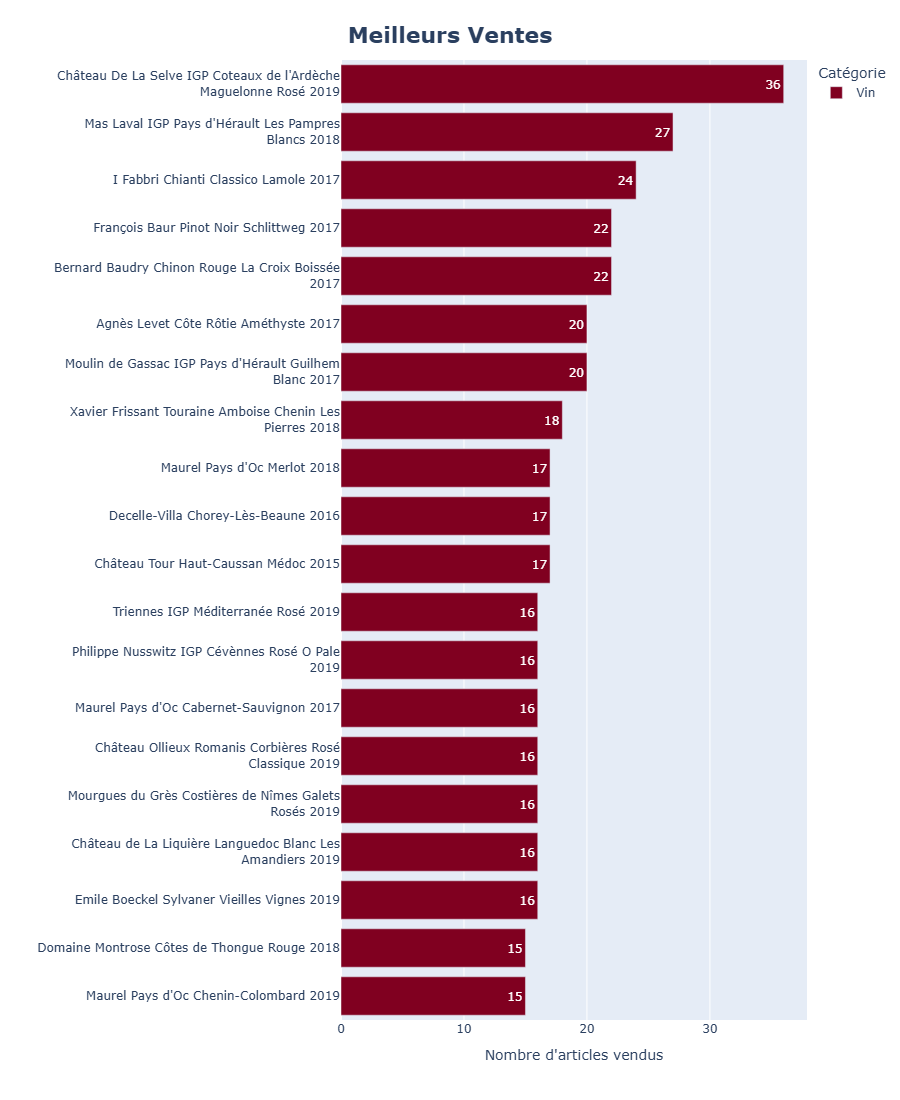 Meilleurs Ventes
Catégorie
Vin
Château De La Selve IGP Coteaux de l'Ardèche
Maguelonne Rosé 2019
36
Mas Laval IGP Pays d'Hérault Les Pampres
Blancs 2018
27
I Fabbri Chianti Classico Lamole 2017
24
François Baur Pinot Noir Schlittweg 2017
22
Bernard Baudry Chinon Rouge La Croix Boissée
2017
22
Agnès Levet Côte Rôtie Améthyste 2017
20
Moulin de Gassac IGP Pays d'Hérault Guilhem
Blanc 2017
20
Xavier Frissant Touraine Amboise Chenin Les
Pierres 2018
18
Maurel Pays d'Oc Merlot 2018
17
Decelle-Villa Chorey-Lès-Beaune 2016
17
Château Tour Haut-Caussan Médoc 2015
17
Triennes IGP Méditerranée Rosé 2019
16
Philippe Nusswitz IGP Cévènnes Rosé O Pale
2019
16
Maurel Pays d'Oc Cabernet-Sauvignon 2017
16
Château Ollieux Romanis Corbières Rosé
Classique 2019
16
Mourgues du Grès Costières de Nîmes Galets
Rosés 2019
16
Château de La Liquière Languedoc Blanc Les
Amandiers 2019
16
Emile Boeckel Sylvaner Vieilles Vignes 2019
16
Domaine Montrose Côtes de Thongue Rouge 2018
15
Maurel Pays d'Oc Chenin-Colombard 2019
15
0 10 20 30
Nombre d'articles vendus